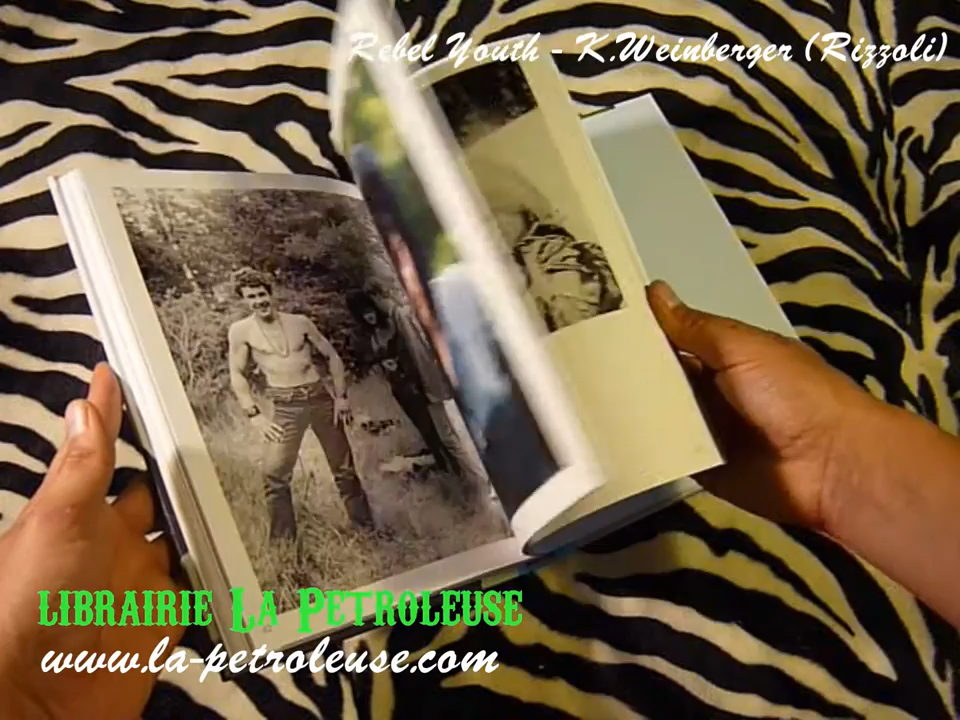 Rebel Youth - K.Weinberger (Rizzoli)
LIBRAIRIE LA PETROLEUSE
www.la-petroleuse.com